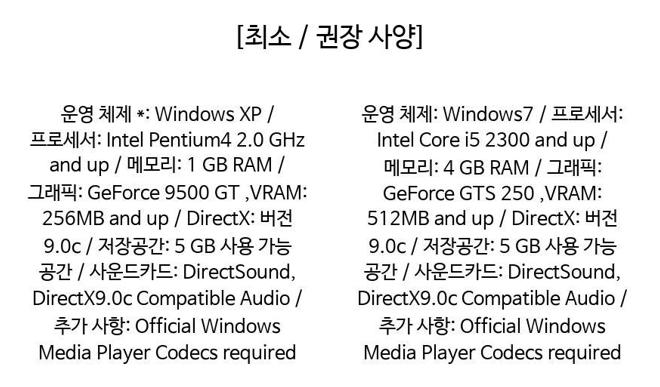 [최소 / 권장 사양]
운영 체제 *: Windows XP /
프로세서: Intel Pentium4 2.0 GHz
and up / 메모리: 1 GB RAM /
그래픽: GeForce 9500 GT ,VRAM:
256MB and up / DirectX: 버전
9.0c / 저장공간: 5 GB 사용 가능
공간 / 사운드카드: DirectSound,
DirectX9.0c Compatible Audio /
추가 사항: Official Windows
Media Player Codecs required
운영 체제: Windows7 / 프로세서:
Intel Core i5 2300 and up /
메모리: 4 GB RAM / 그래픽:
GeForce GTS 250 ,VRAM:
512MB and up / DirectX: 버전
9.0c / 저장공간: 5 GB 사용 가능
공간 / 사운드카드: DirectSound,
DirectX9.0c Compatible Audio /
추가 사항: Official Windows
Media Player Codecs required